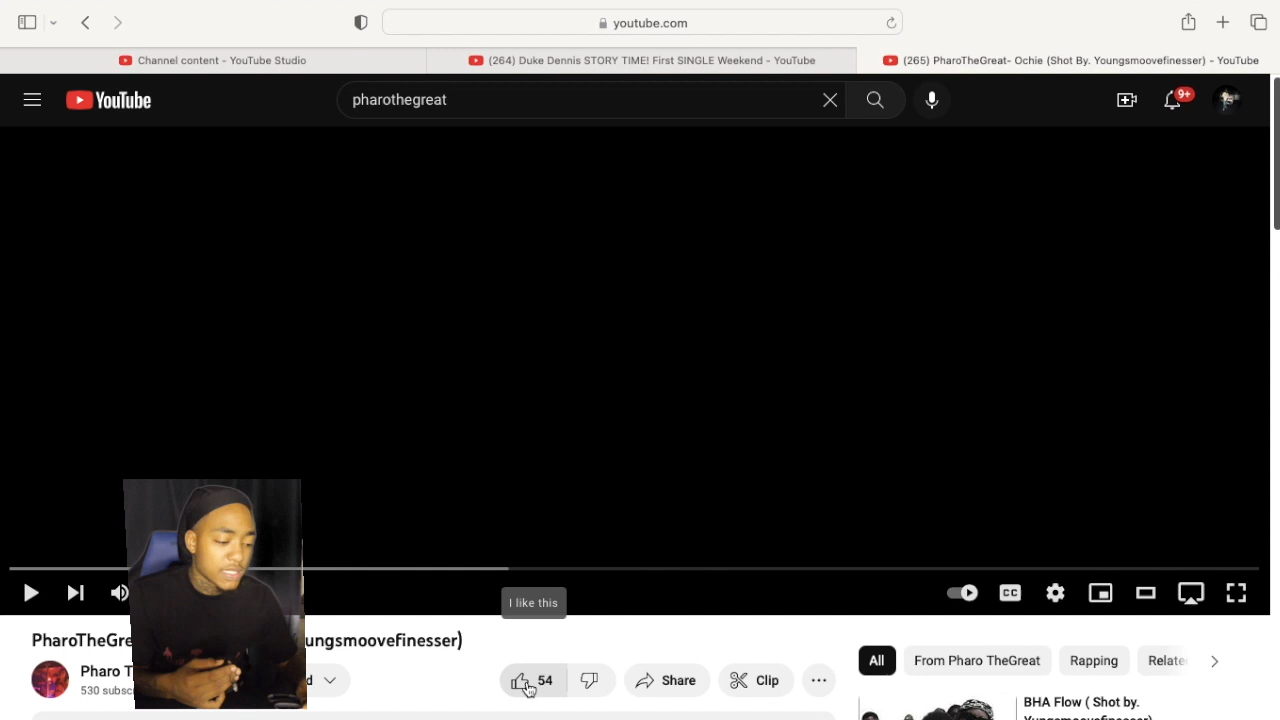 youtube.com
Channel content - YouTube Studio
(264) Duke Dennis STORY TIME! First SINGLE Weekend - YouTube
(265) PharoTheGreat- Ochie (Shot By. Youngsmoovefinesser) - YouTube
YouTube
pharothegreat
9+
CC
I like this
PharoTheGre ungsmoovefinesser)
Pharo T
530 subsc
d
54
Share
Clip
All
From Pharo TheGreat
Rapping
Relate
BHA Flow ( Shot by.
Yungsmoovefinesser)